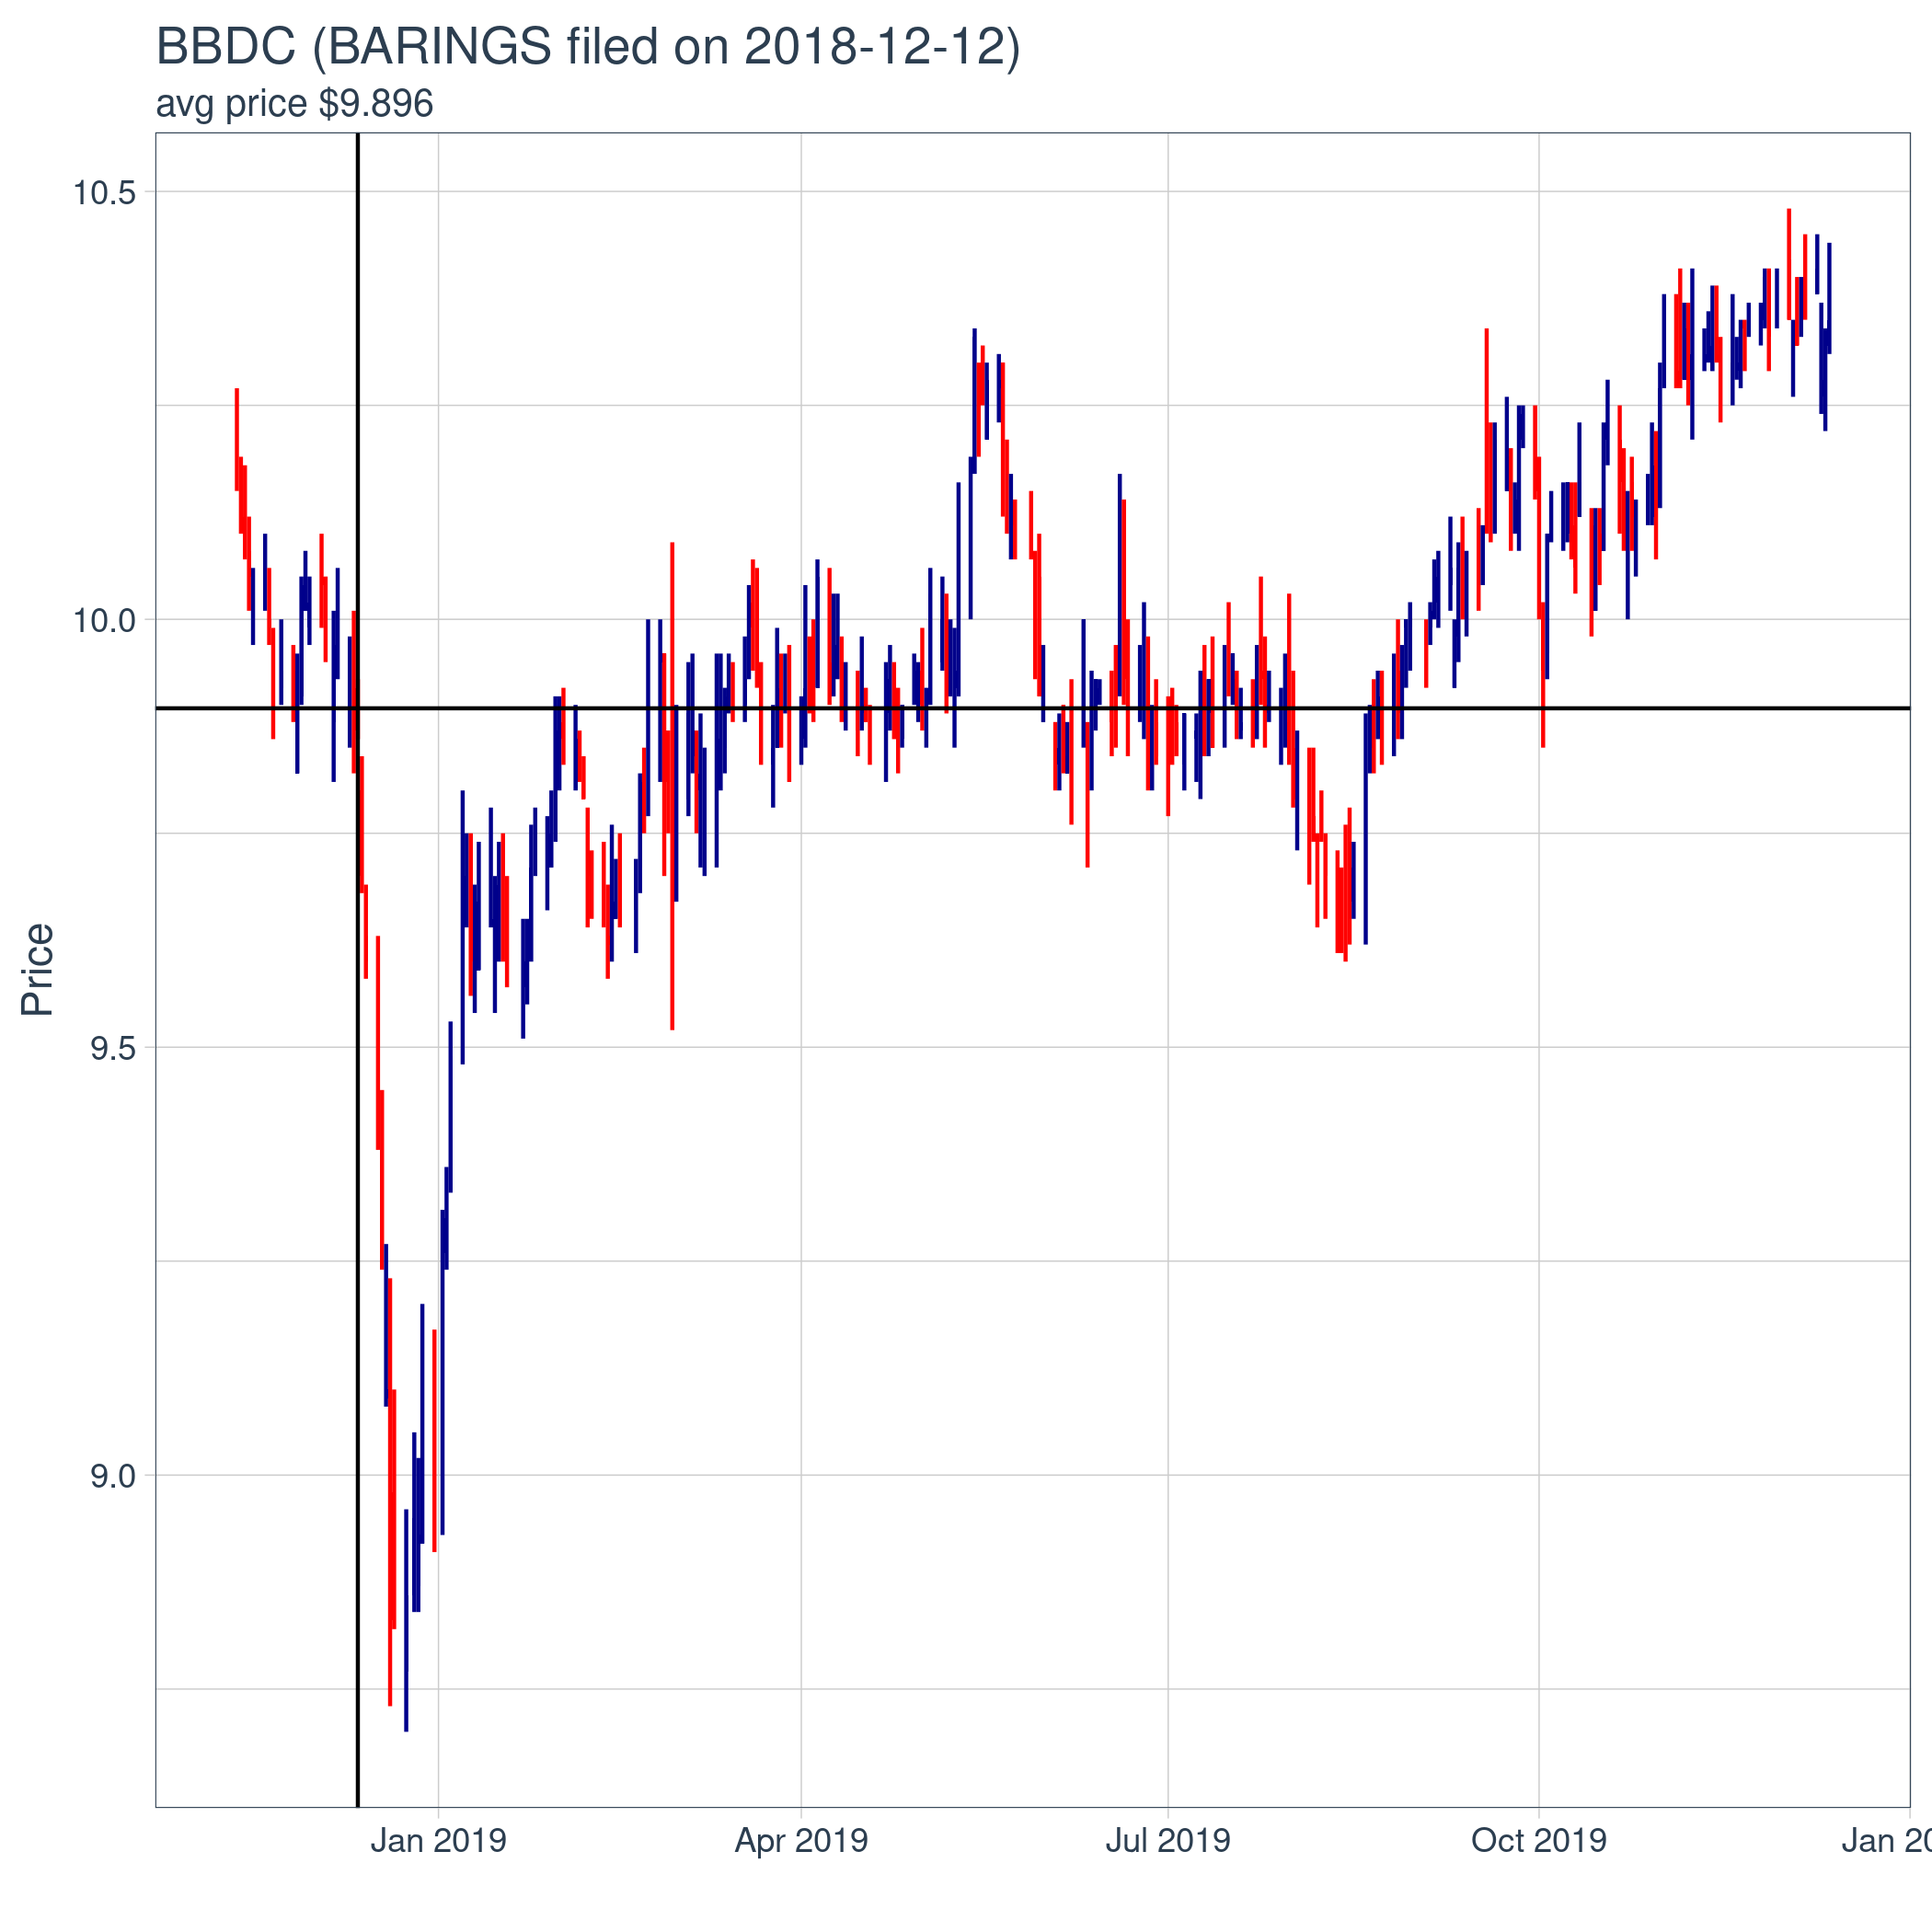 BBDC (BARINGS filed on 2018-12-12)
avg price $9.896
10.5
10.0
9.5
9.0
Price
Jan 2019
Apr 2019
Jul 2019
Oct 2019
Jan 20